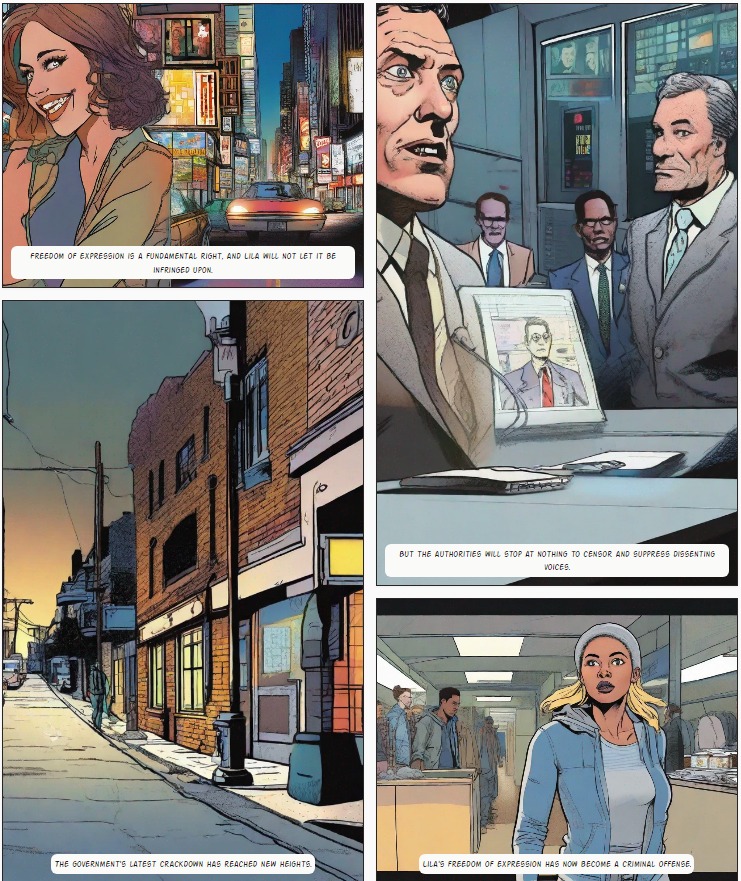 FREEDOM OF EXPRESSION IS A FUNDAMENTAL RIGHT, AND LILA WILL NOT LET IT BE
INFRINGED UPON.
BUT THE AUTHORITIES WILL STOP AT NOTHING TO CENSOR AND SUPPRESS DISSENTING
VOICES.
THE GOVERNMENT'S LATEST CRACKDOWN HAS REACHED NEW HEIGHTS.
LILA'S FREEDOM OF EXPRESSION HAS NOW BECOME A CRIMINAL OFFENSE.